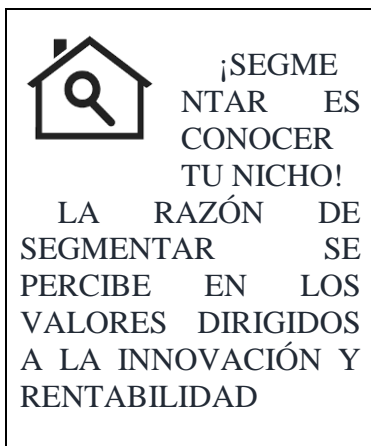 ¡SEGME
NTAR ES
CONOCER
TU NICHO!
LA RAZÓN DE
SEGMENTAR SE
PERCIBE EN LOS
VALORES DIRIGIDOS
A LA INNOVACIÓN Y
RENTABILIDAD